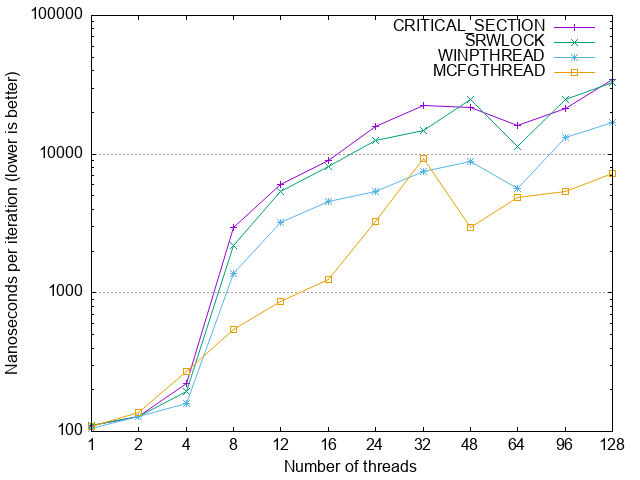 100000
10000
1000
100
Nanoseconds per iteration (lower is better)
CRITICAL_SECTION
SRWLOCK
WINPTHREAD
MCFGTHREAD
1 2 4 8 12 16 24 32 48 64 96 128
Number of threads